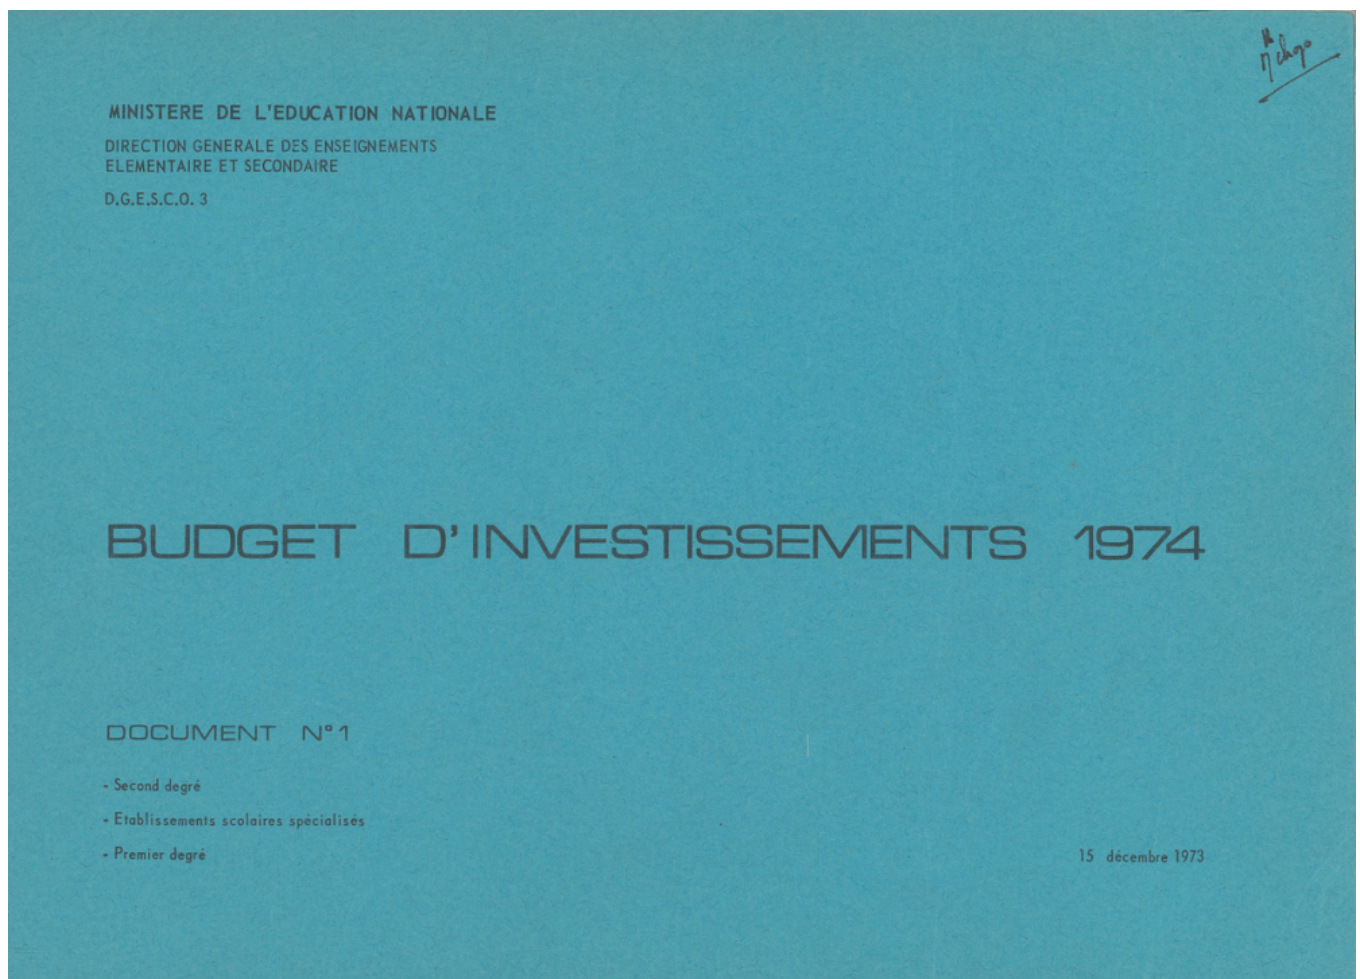 MINISTERE DE L'EDUCATION NATIONALE
DIRECTION GENERALE DES ENSEIGNEMENTS
ELEMENTAIRE ET SECONDAIRE
D.G.E.S.C.O. 3
BUDGET D'INVESTISSEMENTS 1974
DOCUMENT N° 1
- Second degré
- Etablissements scolaires spécialisés
- Premier degré
15 décembre 1973